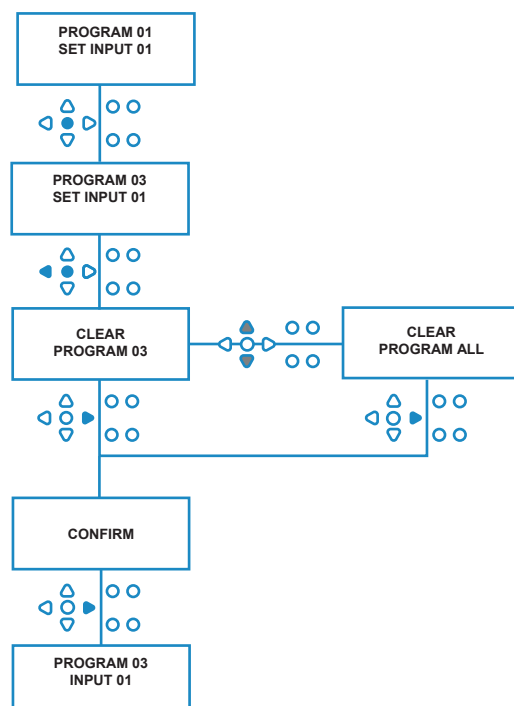 PROGRAM 01
SET INPUT 01
PROGRAM 03
SET INPUT 01
CLEAR
PROGRAM 03
CLEAR
PROGRAM ALL
CONFIRM
PROGRAM 03
INPUT 01